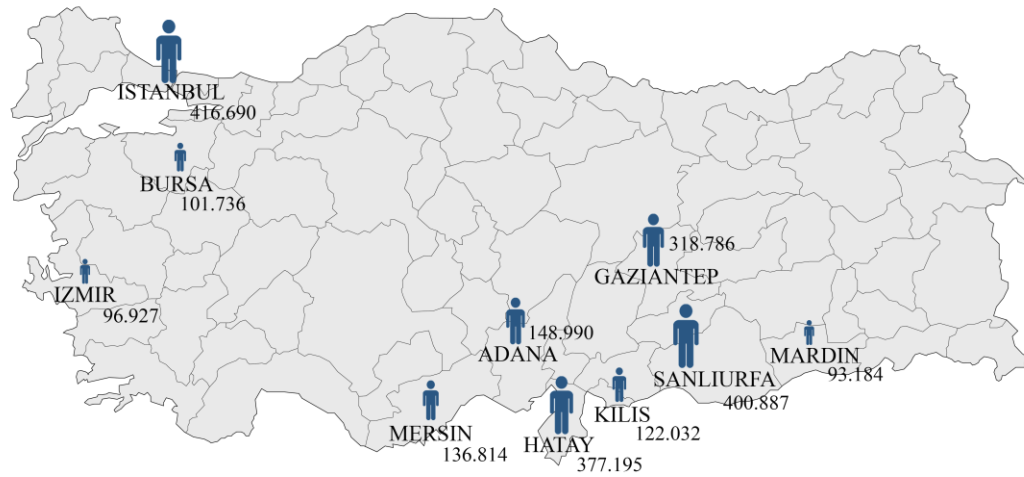 ISTANBUL
416.690
BURSA
101.736
318.786
GAZIANTEP
IZMIR
96.927
148.990
ADANA
MARDIN
93.184
SANLIURFA
400.887
KILIS
122.032
MERSIN
136.814
HATAY
377.195